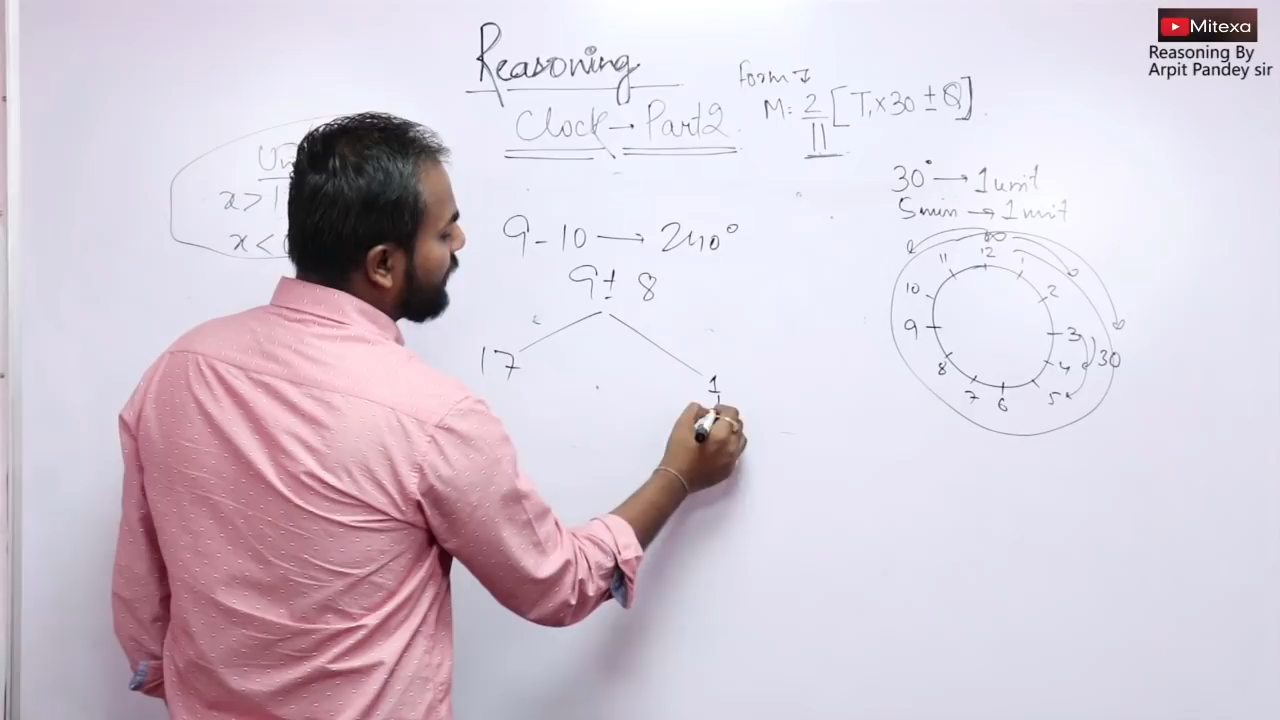 Mitexa
Reasoning By
Arpit Pandey sir
Reasoning
Clock → Part 2
M: 2/11 [T₁ × 30 ± θ]
30° → 1 unit
5 min → 1 unit
x >
x <
9 - 10 → 240°
9 ± 8
17
1
60
12
11
1
10
2
9
3
8
4
30
7
6
5